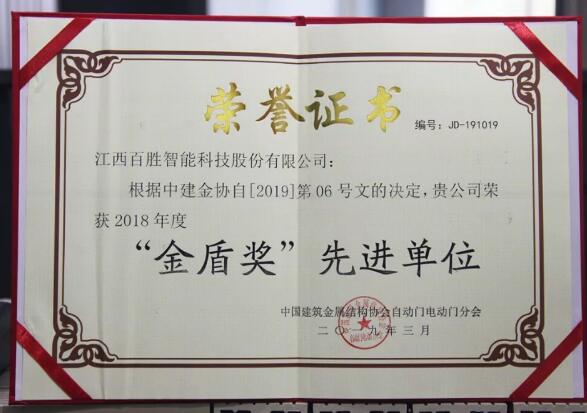 荣誉证书
编号：JD-191019
江西百胜智能科技股份有限公司：
根据中建金协自[2019]第06号文的决定，贵公司荣
获2018年度
“金盾奖”先进单位
中国建筑金属结构协会自动门电动门分会
二〇一九年三月